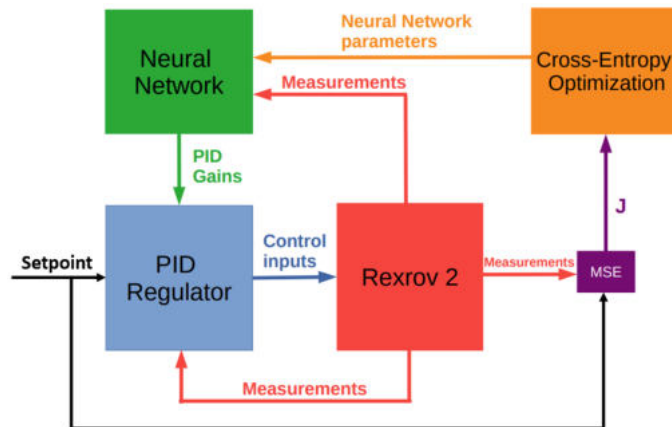 Neural Network
parameters
Neural
Network
Cross-Entropy
Optimization
Measurements
PID
Gains
J
Setpoint
PID
Regulator
Control
inputs
Rexrov 2
Measurements
MSE
Measurements